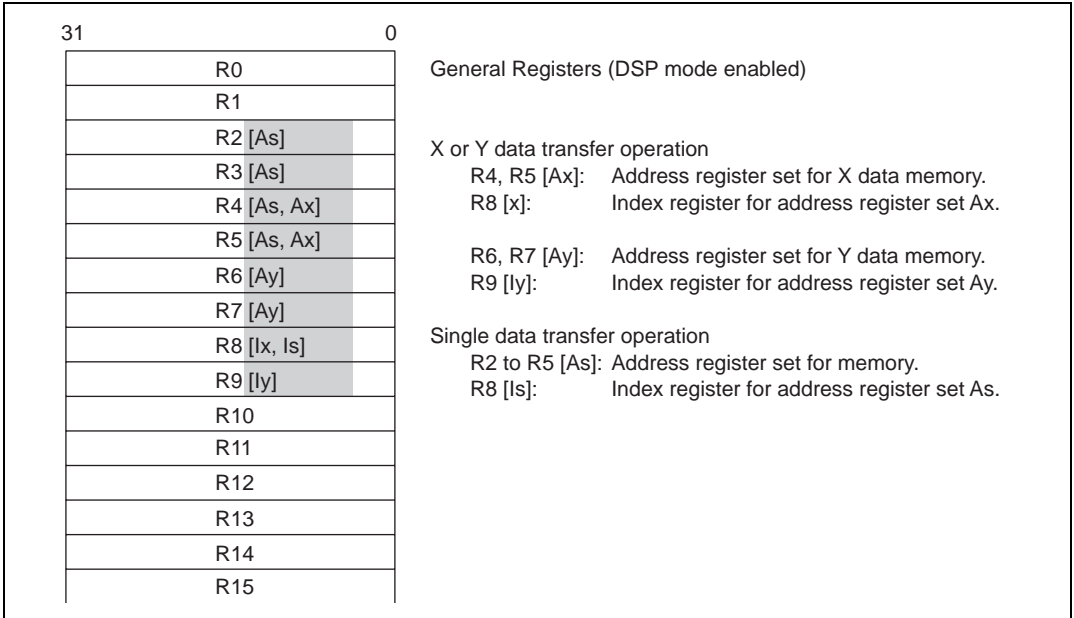 31 0
R0
R1
R2 [As]
R3 [As]
R4 [As, Ax]
R5 [As, Ax]
R6 [Ay]
R7 [Ay]
R8 [Ix, Is]
R9 [Iy]
R10
R11
R12
R13
R14
R15
General Registers (DSP mode enabled)
X or Y data transfer operation
R4, R5 [Ax]: Address register set for X data memory.
R8 [x]: Index register for address register set Ax.
R6, R7 [Ay]: Address register set for Y data memory.
R9 [Iy]: Index register for address register set Ay.
Single data transfer operation
R2 to R5 [As]: Address register set for memory.
R8 [Is]: Index register for address register set As.